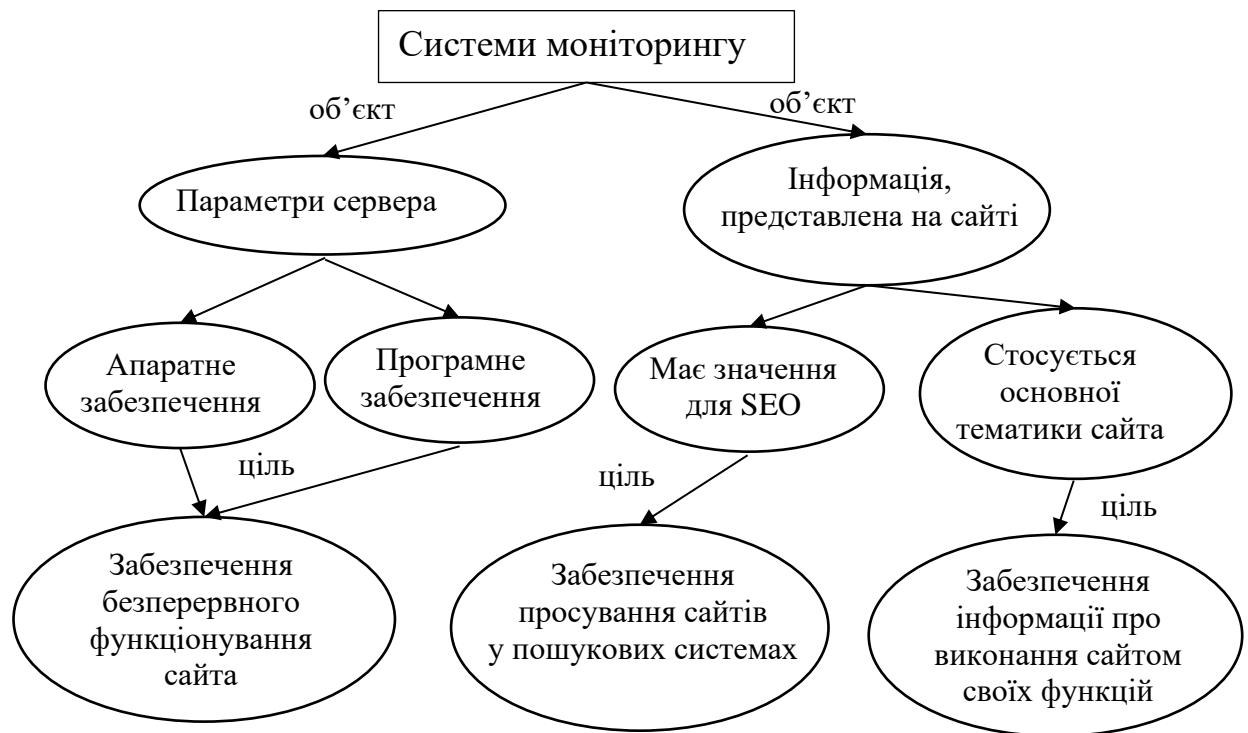 Системи моніторингу
об’єкт
об’єкт
Параметри сервера
Інформація,
представлена на сайті
Апаратне
забезпечення
Програмне
забезпечення
Має значення
для SEO
Стосується
основної
тематики сайта
ціль
ціль
ціль
Забезпечення
безперервного
функціонування
сайта
Забезпечення
просування сайтів
у пошукових системах
Забезпечення
інформації про
виконання сайтом
своїх функцій